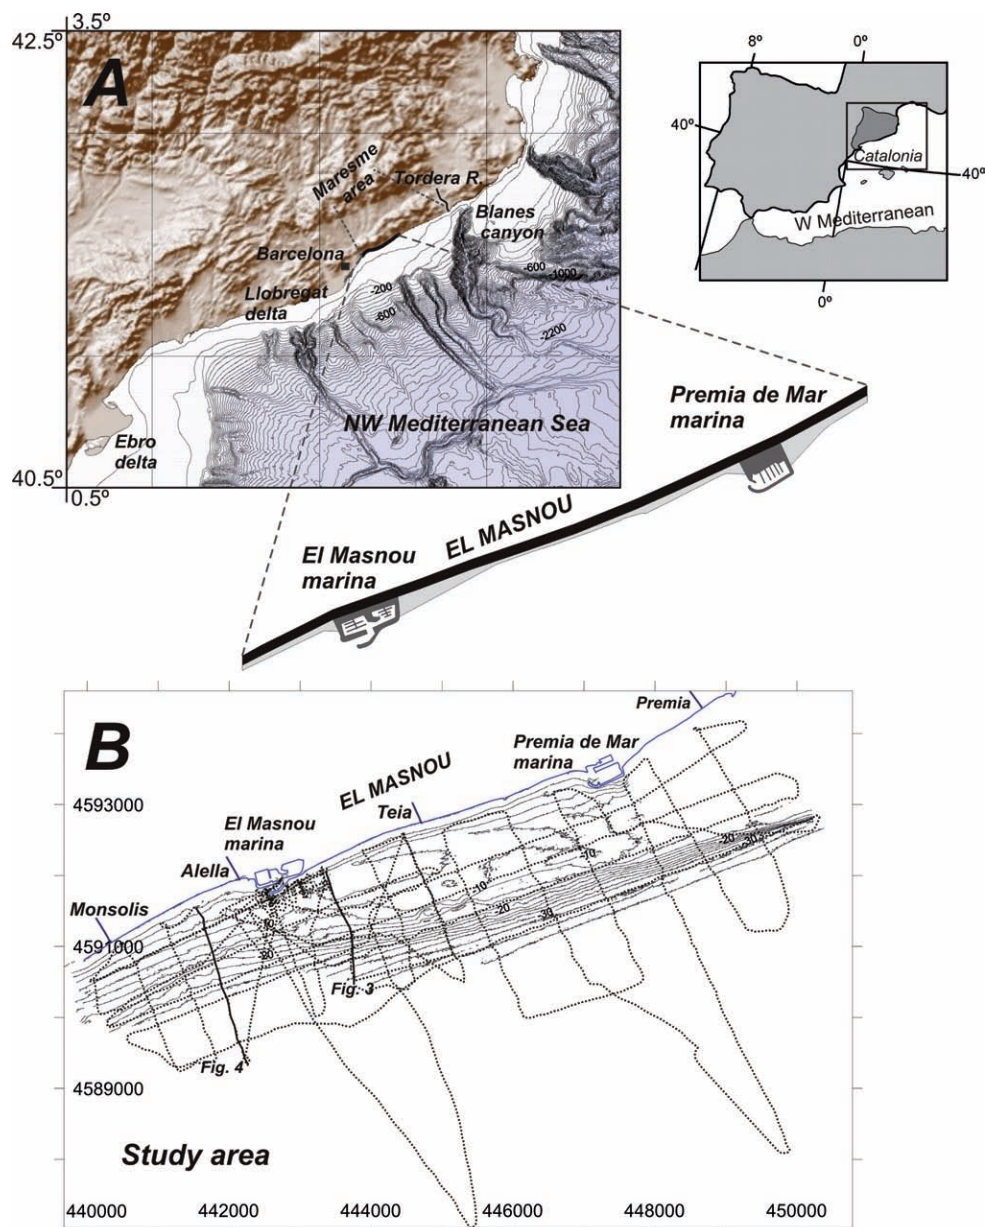 3.5º
42.5º
A
Maresme
area
Tordera R.
Blanes
canyon
Barcelona
Llobregat
delta
-200
-600
-600
-1000
-2200
NW Mediterranean Sea
Ebro
delta
40.5º
0.5º
8º
0º
40º
Catalonia
40º
W Mediterranean
0º
Premia de Mar
marina
EL MASNOU
El Masnou
marina
B
Premia
Premia de Mar
marina
EL MASNOU
Teia
El Masnou
marina
Alella
Monsolis
4593000
4591000
4589000
-10
-20
-30
-10
-20
-30
-20
Fig. 3
Fig. 4
Study area
440000
442000
444000
446000
448000
450000